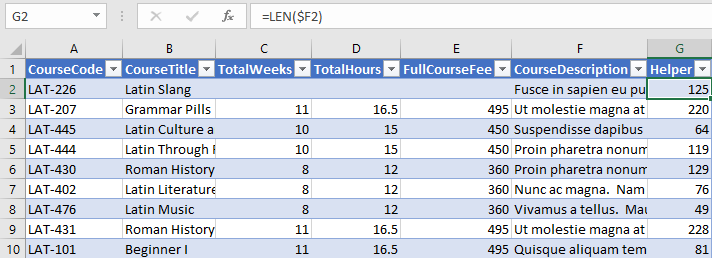 G2 fx =LEN($F2)
A B C D E F G
1 CourseCode CourseTitle TotalWeeks TotalHours FullCourseFee CourseDescription Helper
2 LAT-226 Latin Slang Fusce in sapien eu pu 125
3 LAT-207 Grammar Pills 11 16.5 495 Ut molestie magna at 220
4 LAT-445 Latin Culture a 10 15 450 Suspendisse dapibus 64
5 LAT-444 Latin Through 10 15 450 Proin pharetra nonum 119
6 LAT-430 Roman History 8 12 360 Proin pharetra nonum 129
7 LAT-402 Latin Literature 8 12 360 Nunc ac magna. Nam 76
8 LAT-476 Latin Music 8 12 360 Vivamus a tellus. Mau 49
9 LAT-431 Roman History 11 16.5 495 Ut molestie magna at 228
10 LAT-101 Beginner I 11 16.5 495 Quisque aliquam tem 81